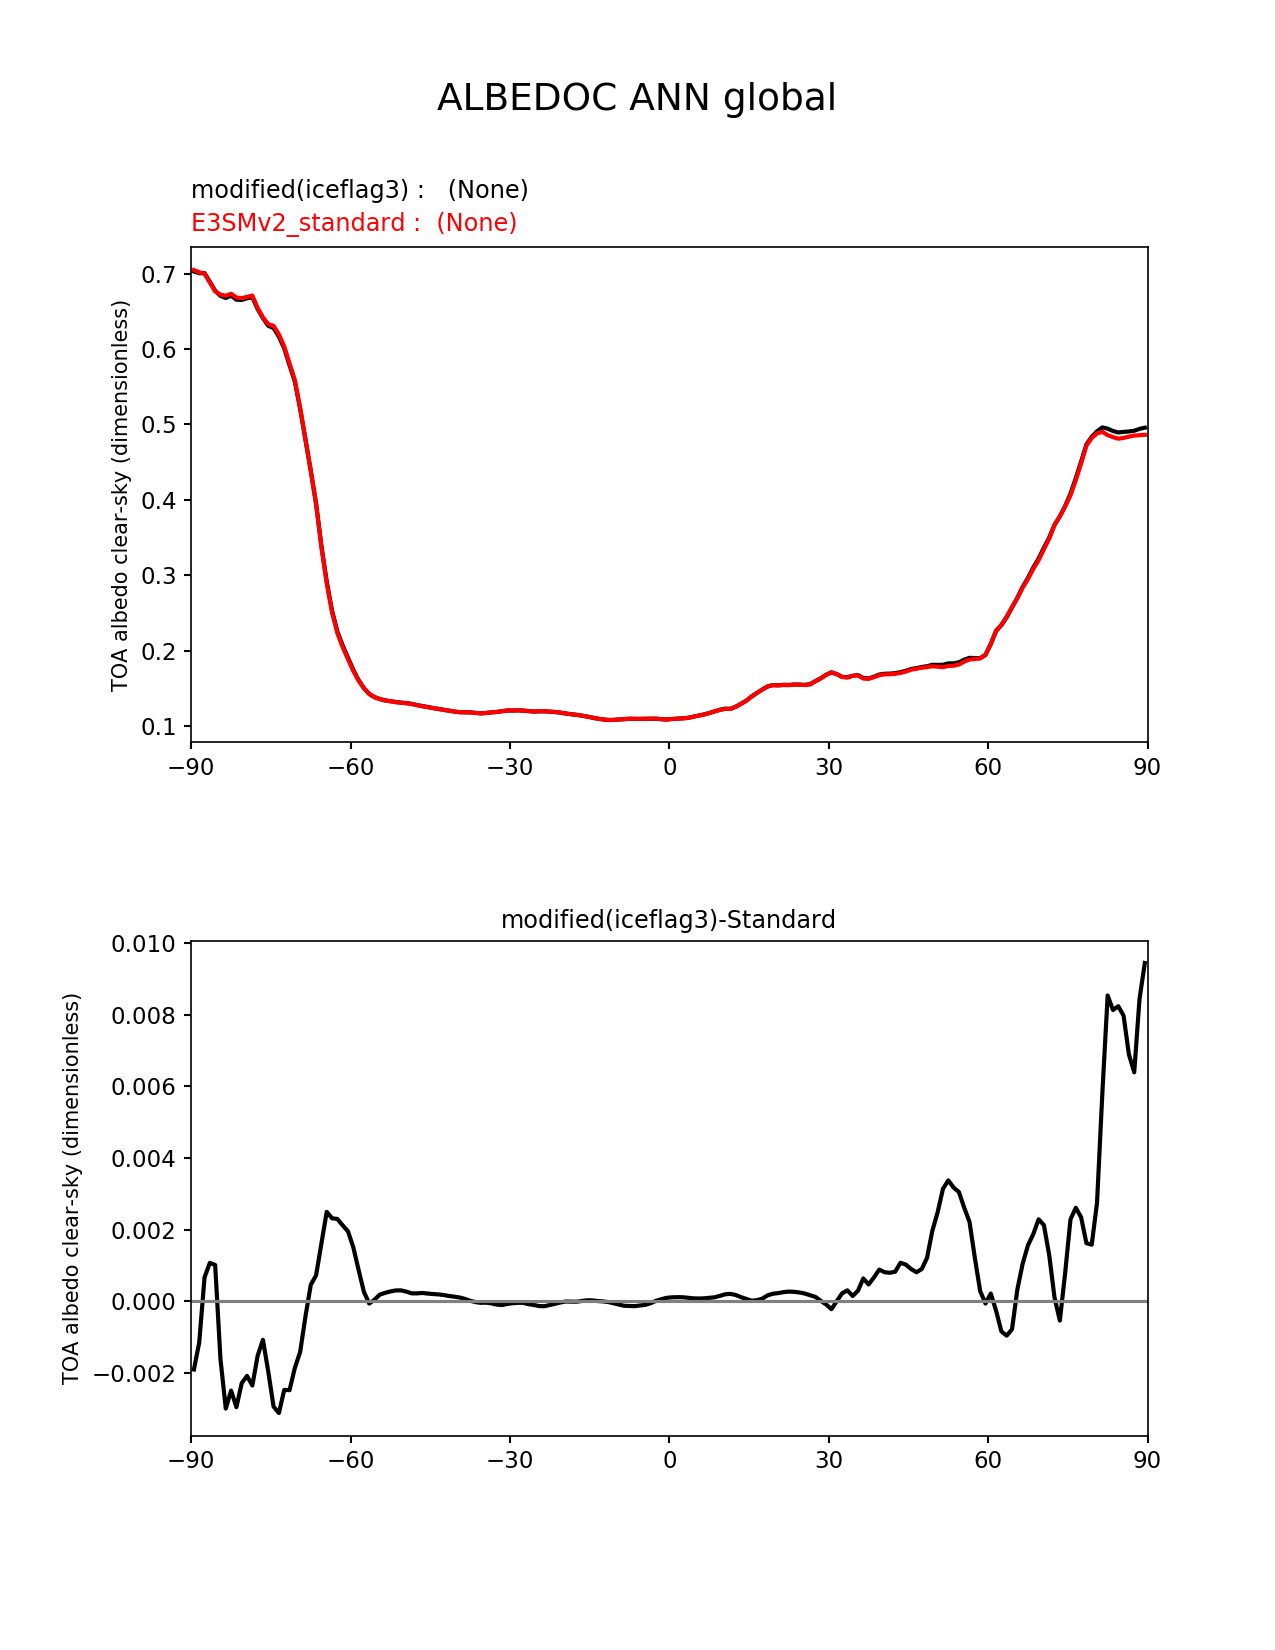 ALBEDOC ANN global
modified(iceflag3) :   (None)
E3SMv2_standard :  (None)
TOA albedo clear-sky (dimensionless)
0.7
0.6
0.5
0.4
0.3
0.2
0.1
−90 −60 −30 0 30 60 90
modified(iceflag3)-Standard
TOA albedo clear-sky (dimensionless)
0.010
0.008
0.006
0.004
0.002
0.000
−0.002
−90 −60 −30 0 30 60 90